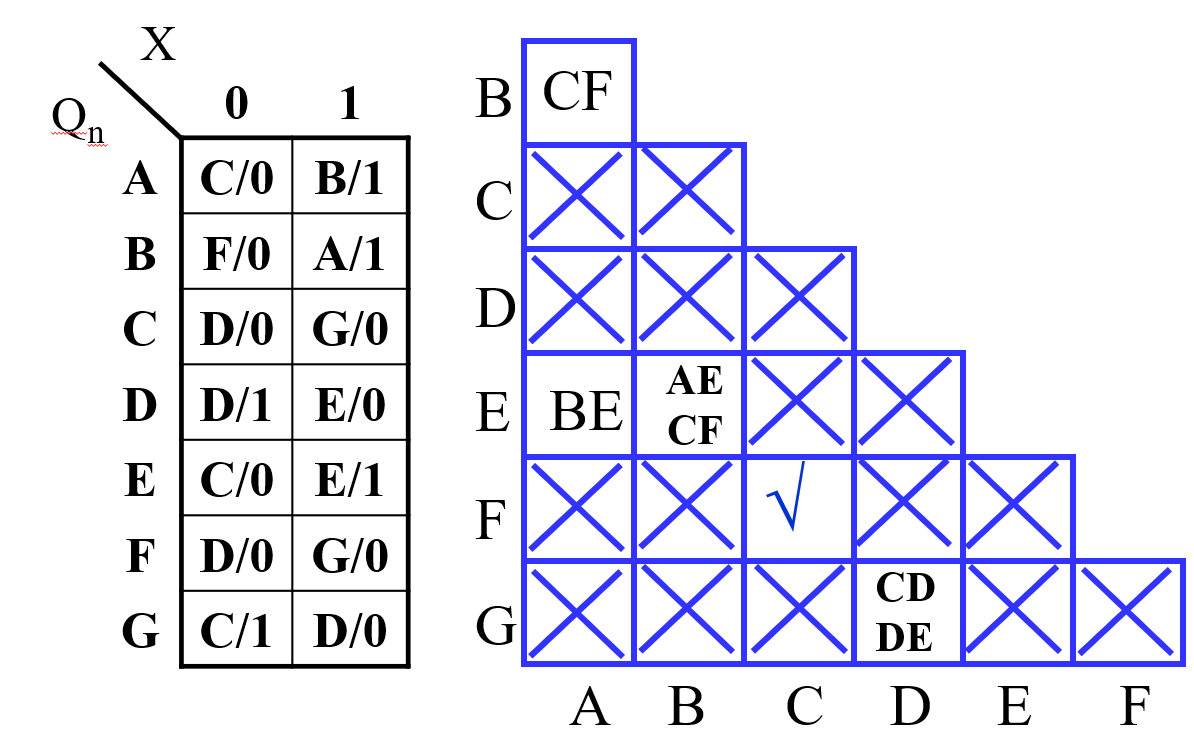 X
Qn
0 1
A C/0 B/1
B F/0 A/1
C D/0 G/0
D D/1 E/0
E C/0 E/1
F D/0 G/0
G C/1 D/0
B CF
C
D
E BE AE
CF
F √
G CD
DE
A B C D E F